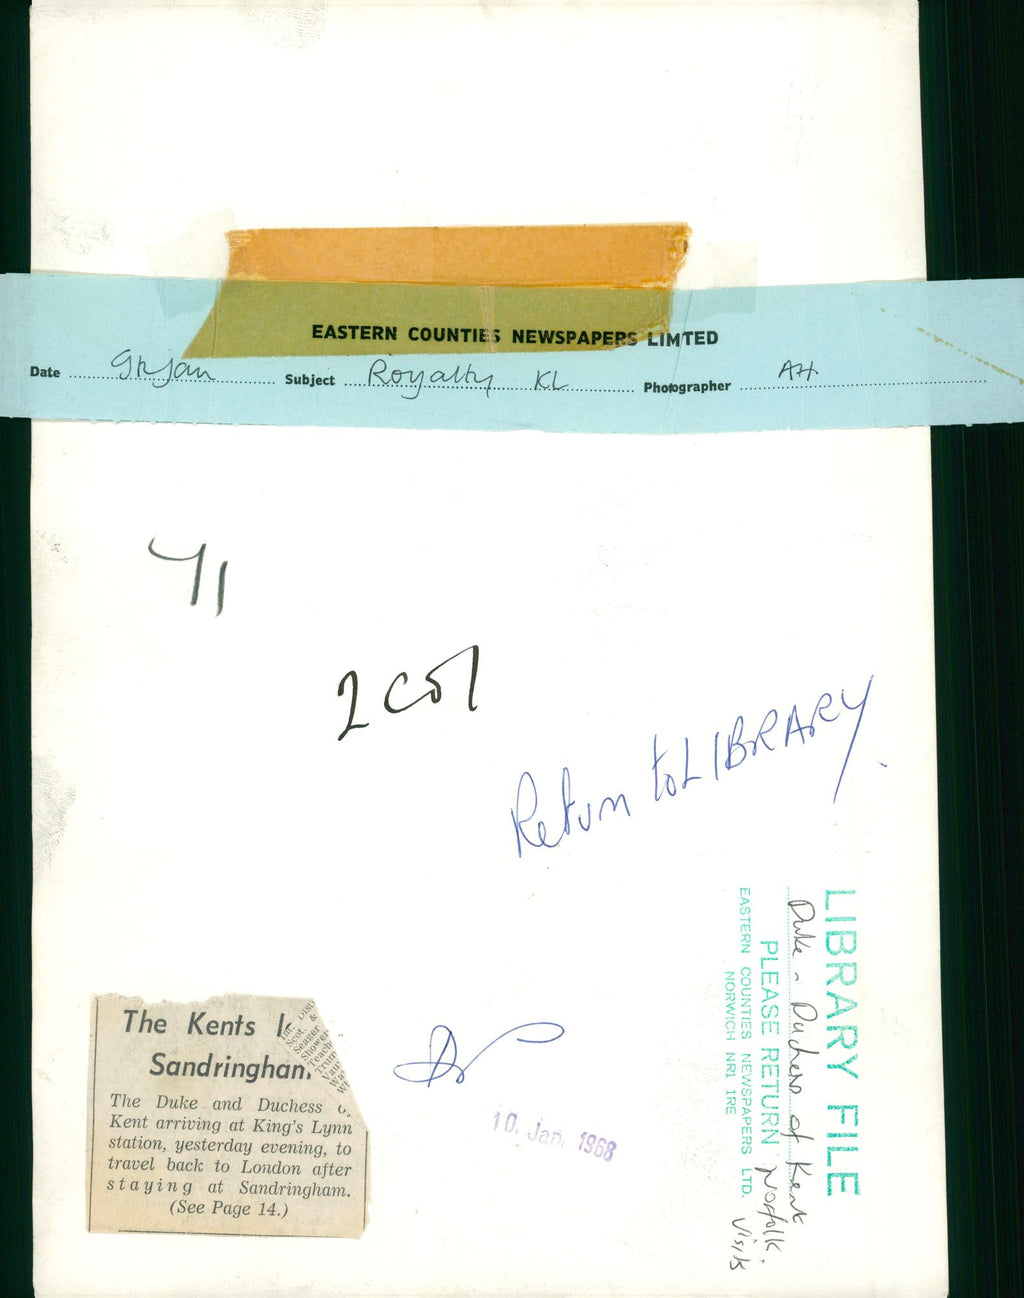 EASTERN COUNTIES NEWSPAPERS LIMTED
Date 9th Jan Subject Royalty KL Photographer AH
2 col
Return to LIBRARY
LIBRARY FILE
Duke - Duchess of Kent
PLEASE RETURN Norfolk.
EASTERN COUNTIES NEWSPAPERS LTD. Visits
NORWICH NR1 1RE
The Kents
Sandringham
The Duke and Duchess
Kent arriving at King's Lynn
station, yesterday evening, to
travel back to London after
staying at Sandringham.
(See Page 14.)
10. Jan. 1968